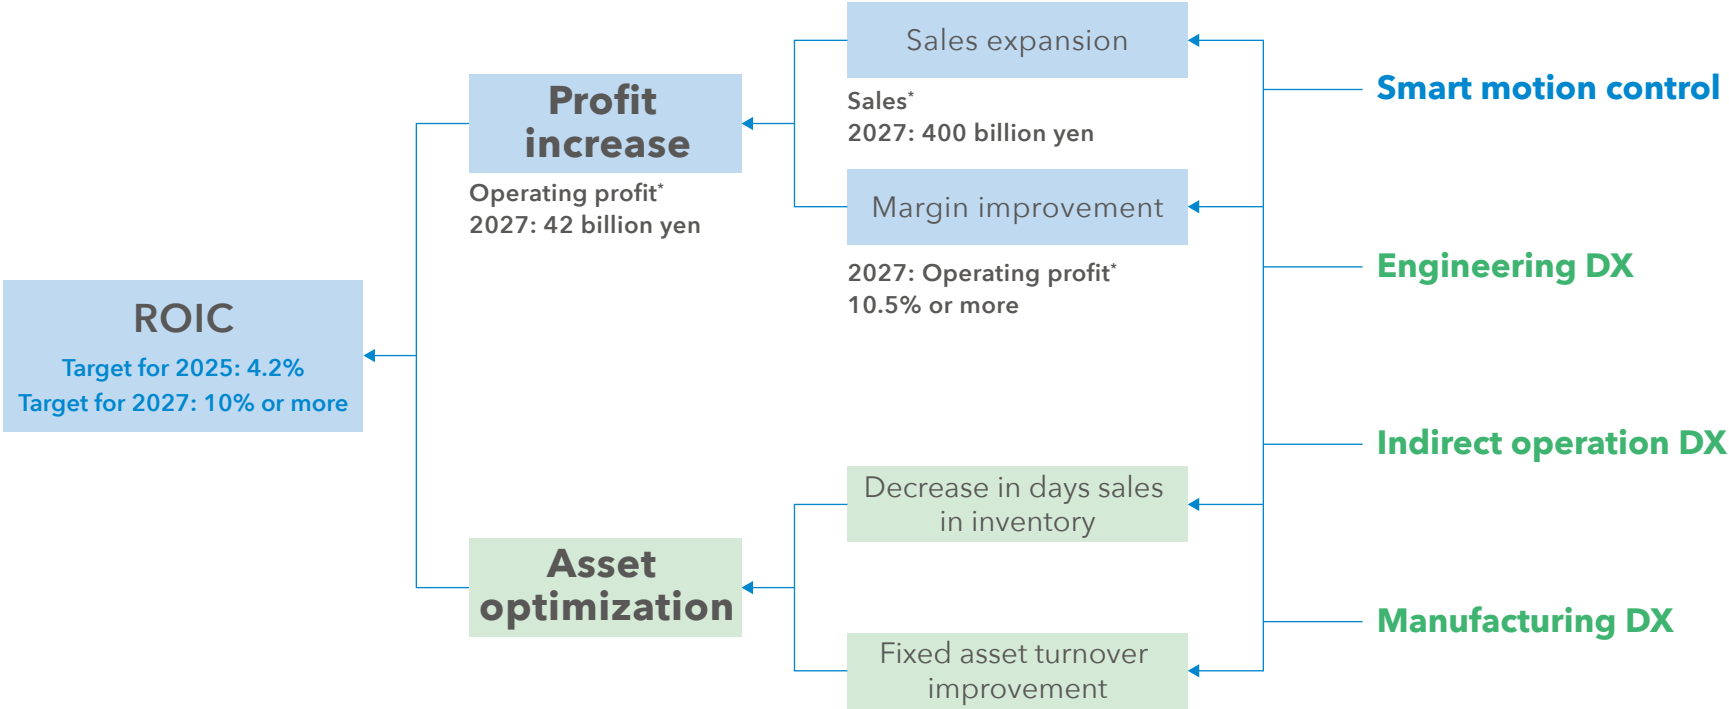 ROIC
Target for 2025: 4.2%
Target for 2027: 10% or more
Profit
increase
Operating profit*
2027: 42 billion yen
Asset
optimization
Sales expansion
Sales*
2027: 400 billion yen
Margin improvement
2027: Operating profit*
10.5% or more
Decrease in days sales
in inventory
Fixed asset turnover
improvement
Smart motion control
Engineering DX
Indirect operation DX
Manufacturing DX